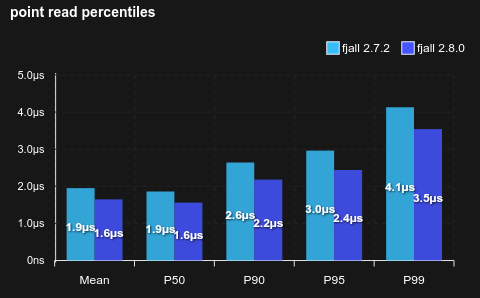 point read percentiles
fjall 2.7.2 fjall 2.8.0
5.0µs
4.0µs
3.0µs
2.0µs
1.0µs
0ns
1.9µs 1.6µs 1.9µs 1.6µs 2.6µs 2.2µs 3.0µs 2.4µs 4.1µs 3.5µs
Mean P50 P90 P95 P99